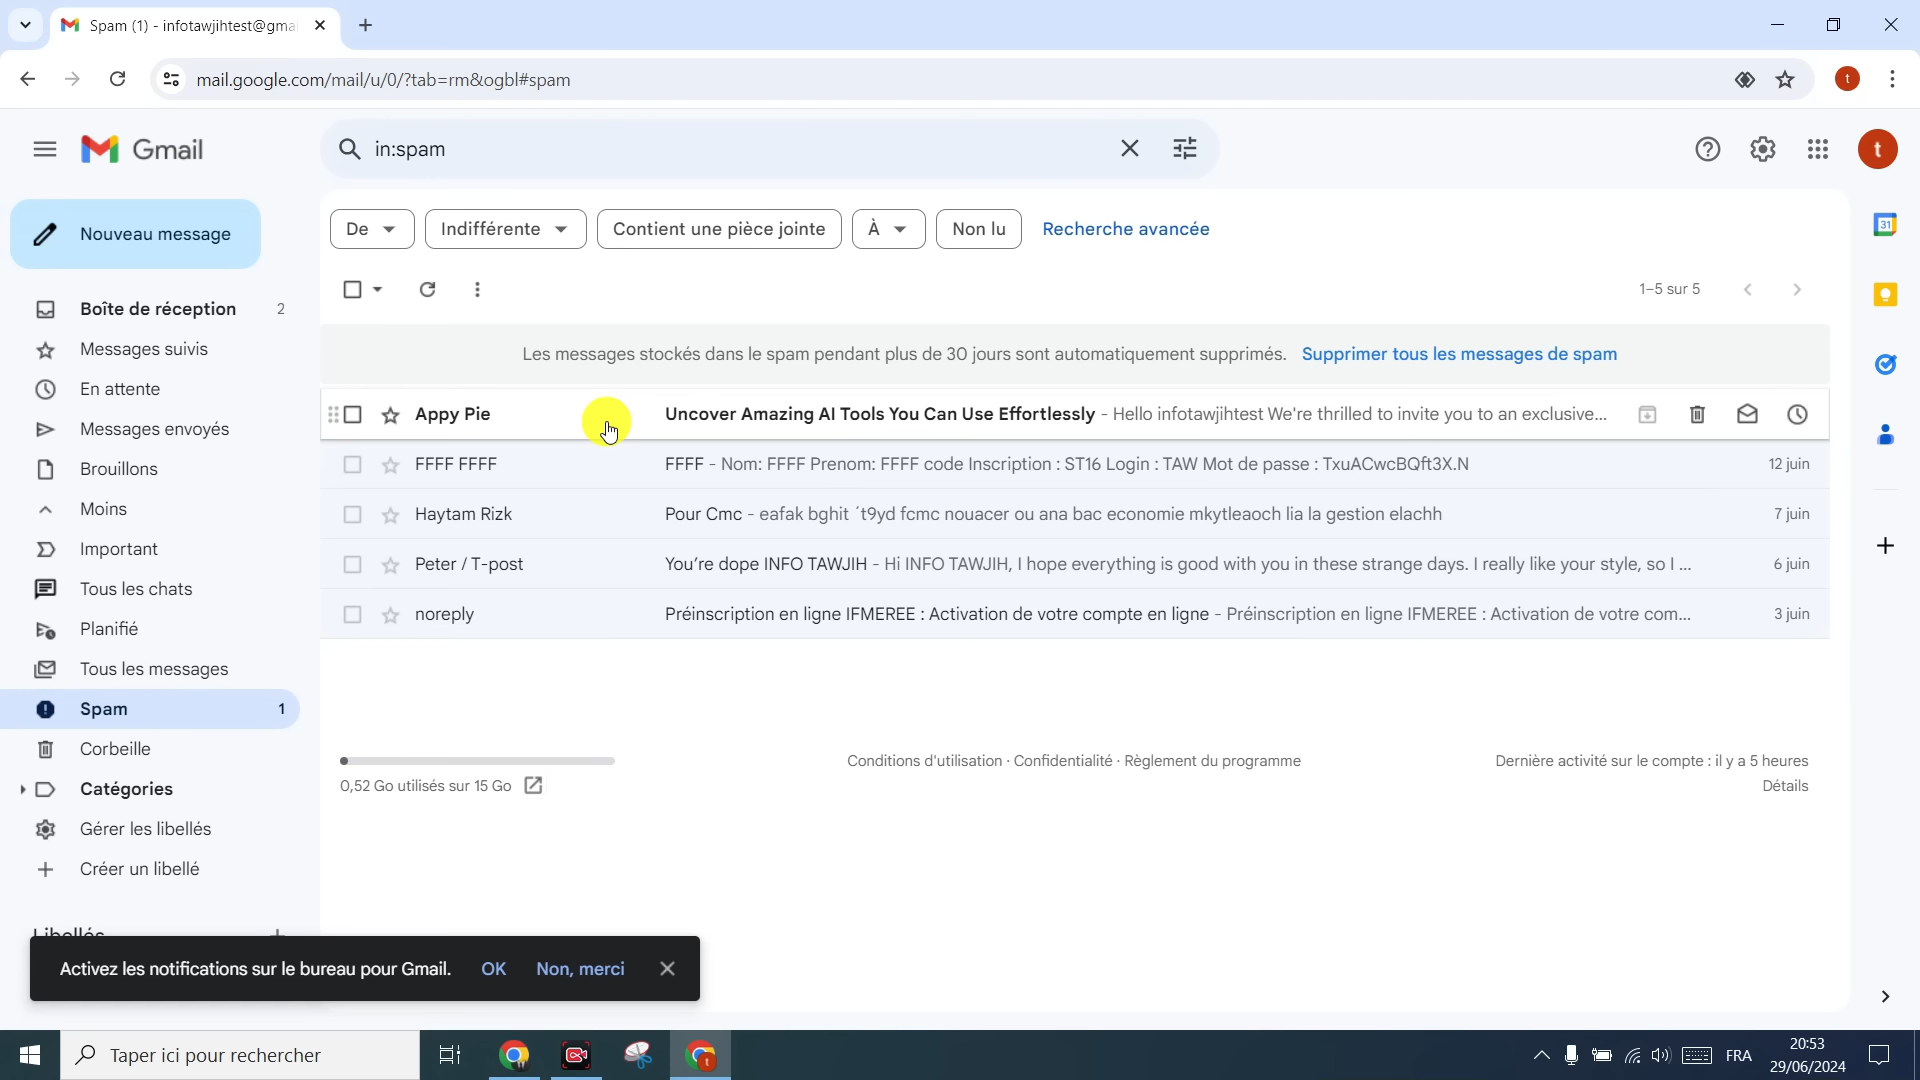 Spam (1) - infotawjihtest@gma
mail.google.com/mail/u/0/?tab=rm&ogbl#spam
t
Gmail
in:spam
t
Nouveau message
De
Indifférente
Contient une pièce jointe
À
Non lu
Recherche avancée
1–5 sur 5
Boîte de réception 2
Messages suivis
En attente
Messages envoyés
Brouillons
Moins
Important
Tous les chats
Planifié
Tous les messages
Spam 1
Corbeille
Catégories
Gérer les libellés
Créer un libellé
Libellés
Les messages stockés dans le spam pendant plus de 30 jours sont automatiquement supprimés. Supprimer tous les messages de spam
Appy Pie Uncover Amazing AI Tools You Can Use Effortlessly - Hello infotawjihtest We're thrilled to invite you to an exclusive...
FFFF FFFF FFFF - Nom: FFFF Prenom: FFFF code Inscription : ST16 Login : TAW Mot de passe : TxuACwcBQft3X.N 12 juin
Haytam Rizk Pour Cmc - eafak bghit ´t9yd fcmc nouacer ou ana bac economie mkytleaoch lia la gestion elachh 7 juin
Peter / T-post You're dope INFO TAWJIH - Hi INFO TAWJIH, I hope everything is good with you in these strange days. I really like your style, so I ... 6 juin
noreply Préinscription en ligne IFMEREE : Activation de votre compte en ligne - Préinscription en ligne IFMEREE : Activation de votre com... 3 juin
0,52 Go utilisés sur 15 Go
Conditions d'utilisation · Confidentialité · Règlement du programme
Dernière activité sur le compte : il y a 5 heures
Détails
31
Activez les notifications sur le bureau pour Gmail. OK Non, merci
Taper ici pour rechercher
t
FRA
20:53
29/06/2024